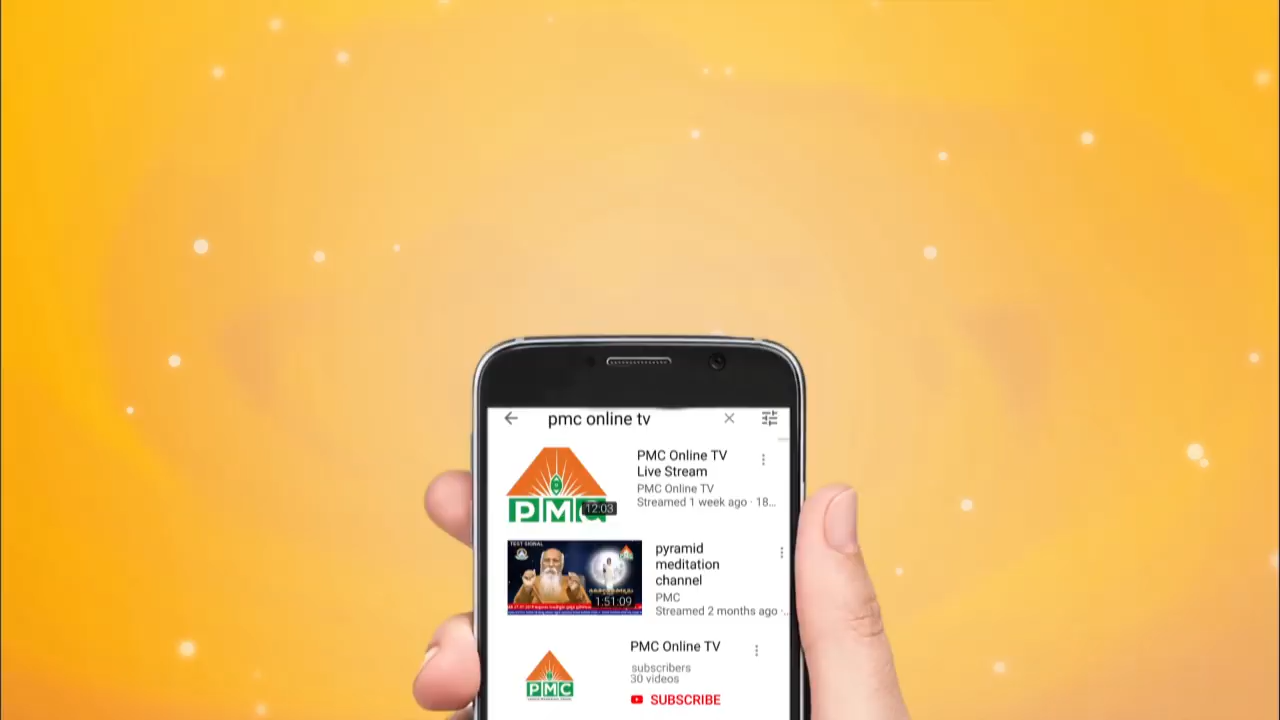 pmc online tv
PMC Online TV
Live Stream
PMC Online TV
Streamed 1 week ago · 18...
PMC
12:03
TEST SIGNAL
1:51:09
pyramid
meditation
channel
PMC
Streamed 2 months ago ·..
PMC Online TV
subscribers
30 videos
SUBSCRIBE
PMC